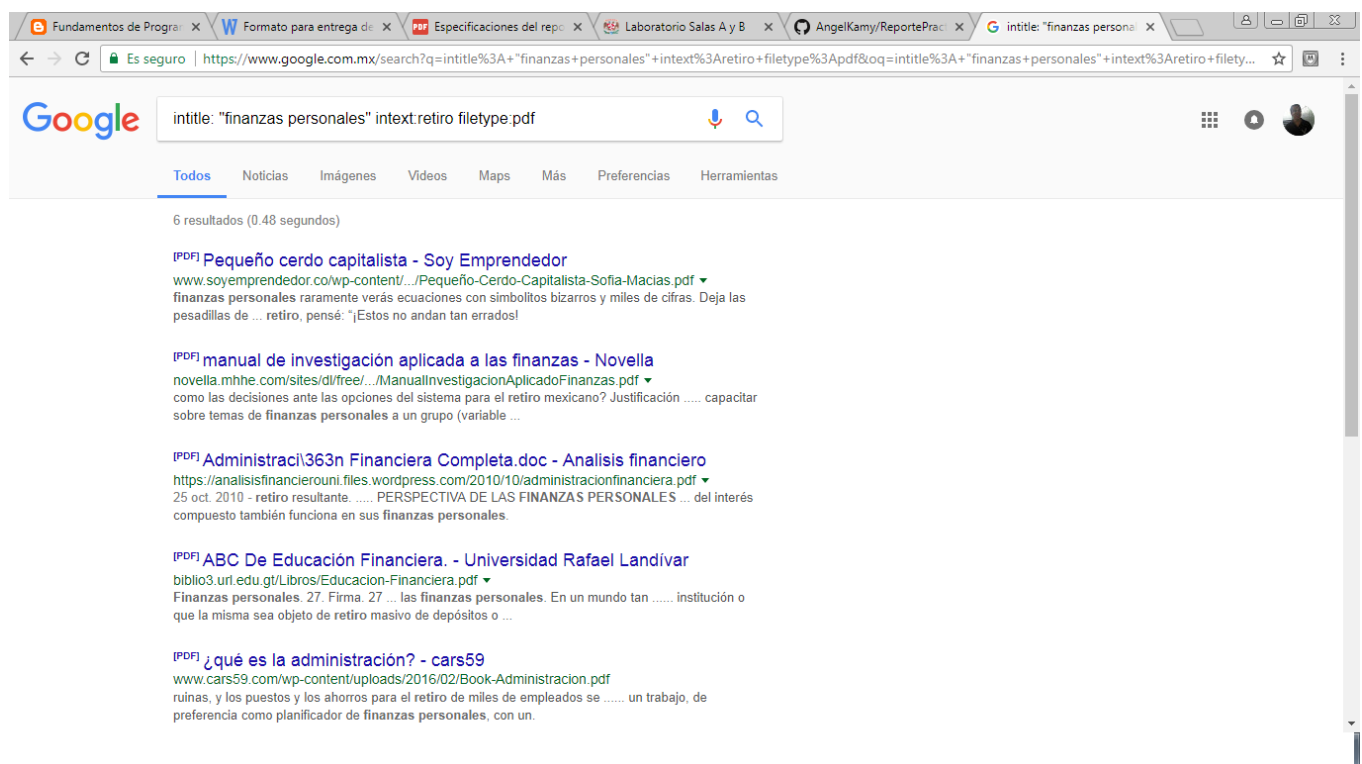 Fundamentos de Progra
Formato para entrega de
Especificaciones del repo
Laboratorio Salas A y B
AngelKamy/ReportePrac
intitle: "finanzas persona
Es seguro | https://www.google.com.mx/search?q=intitle%3A+"finanzas+personales"+intext%3Aretiro+filetype%3Apdf&oq=intitle%3A+"finanzas+personales"+intext%3Aretiro+filety...
Google
intitle: "finanzas personales" intext:retiro filetype:pdf
Todos Noticias Imágenes Videos Maps Más Preferencias Herramientas
6 resultados (0.48 segundos)
[PDF] Pequeño cerdo capitalista - Soy Emprendedor
www.soyemprendedor.co/wp-content/.../Pequeño-Cerdo-Capitalista-Sofia-Macias.pdf
finanzas personales raramente verás ecuaciones con simbolitos bizarros y miles de cifras. Deja las
pesadillas de ... retiro, pensé: “¡Estos no andan tan errados!
[PDF] manual de investigación aplicada a las finanzas - Novella
novella.mhhe.com/sites/dl/free/.../ManualInvestigacionAplicadoFinanzas.pdf
como las decisiones ante las opciones del sistema para el retiro mexicano? Justificación ..... capacitar
sobre temas de finanzas personales a un grupo (variable ...
[PDF] Administraci\363n Financiera Completa.doc - Analisis financiero
https://analisisfinancierouni.files.wordpress.com/2010/10/administracionfinanciera.pdf
25 oct. 2010 - retiro resultante. ..... PERSPECTIVA DE LAS FINANZAS PERSONALES ... del interés
compuesto también funciona en sus finanzas personales.
[PDF] ABC De Educación Financiera. - Universidad Rafael Landívar
biblio3.url.edu.gt/Libros/Educacion-Financiera.pdf
Finanzas personales. 27. Firma. 27 ... las finanzas personales. En un mundo tan ...... institución o
que la misma sea objeto de retiro masivo de depósitos o ...
[PDF] ¿qué es la administración? - cars59
www.cars59.com/wp-content/uploads/2016/02/Book-Administracion.pdf
ruinas, y los puestos y los ahorros para el retiro de miles de empleados se ...... un trabajo, de
preferencia como planificador de finanzas personales, con un.